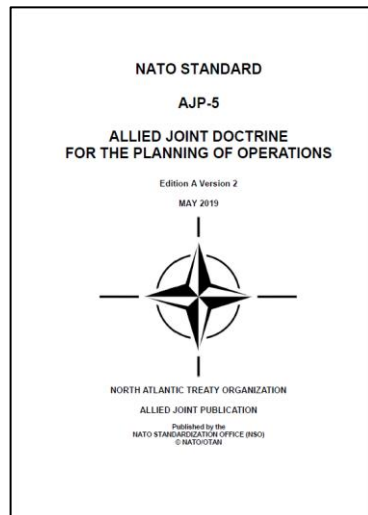 NATO STANDARD
AJP-5
ALLIED JOINT DOCTRINE
FOR THE PLANNING OF OPERATIONS
Edition A Version 2
MAY 2019
NORTH ATLANTIC TREATY ORGANIZATION
ALLIED JOINT PUBLICATION
Published by the
NATO STANDARDIZATION OFFICE (NSO)
© NATO/OTAN